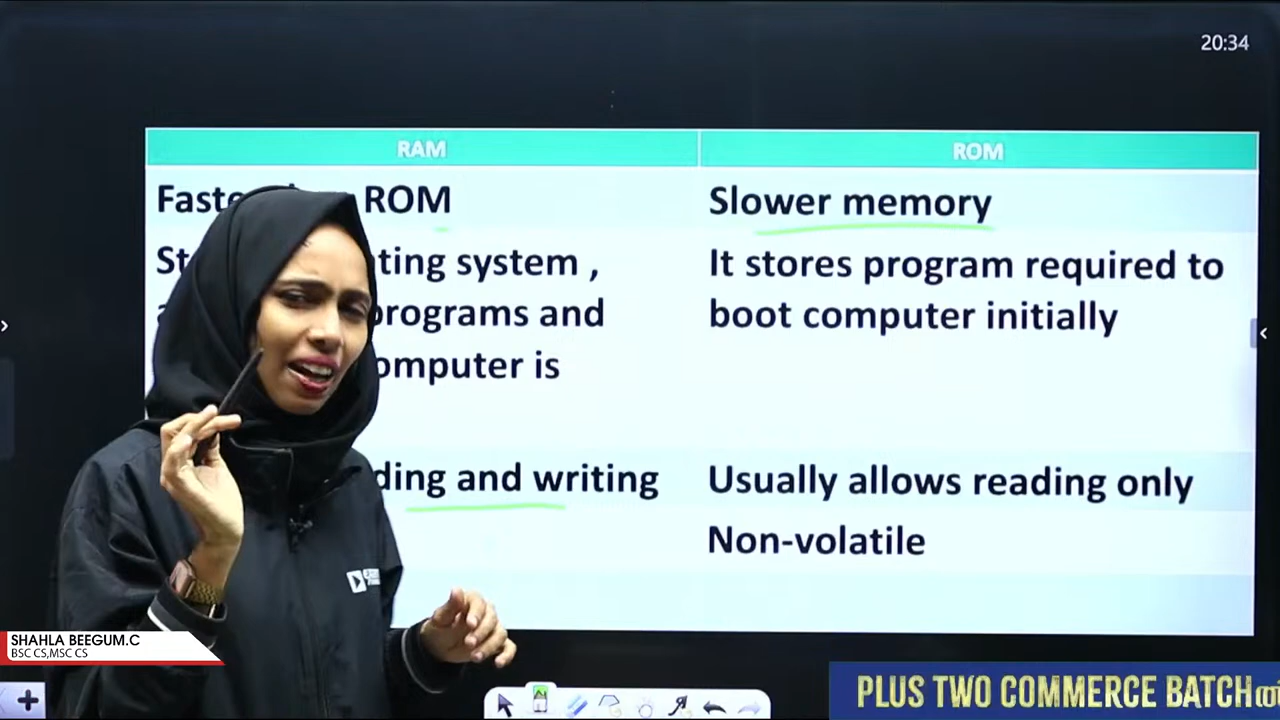 20:34
RAM
ROM
ROM
Slower memory
ting system ,
It stores program required to
programs and
boot computer initially
omputer is
ding and writing
Usually allows reading only
Non-volatile
SHAHLA BEEGUM.C
BSC CS,MSC CS
PLUS TWO COMMERCE BATCHൽ